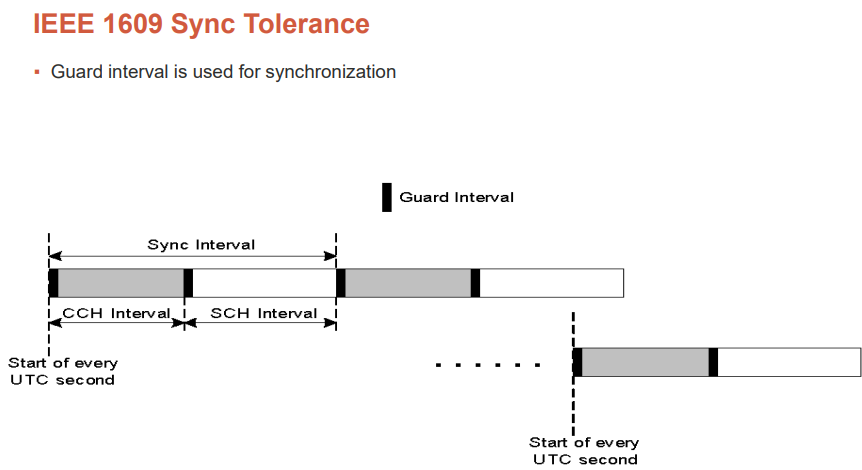 IEEE 1609 Sync Tolerance
▪ Guard interval is used for synchronization
Guard Interval
Sync Interval
CCH Interval
SCH Interval
Start of every
UTC second
Start of every
UTC second